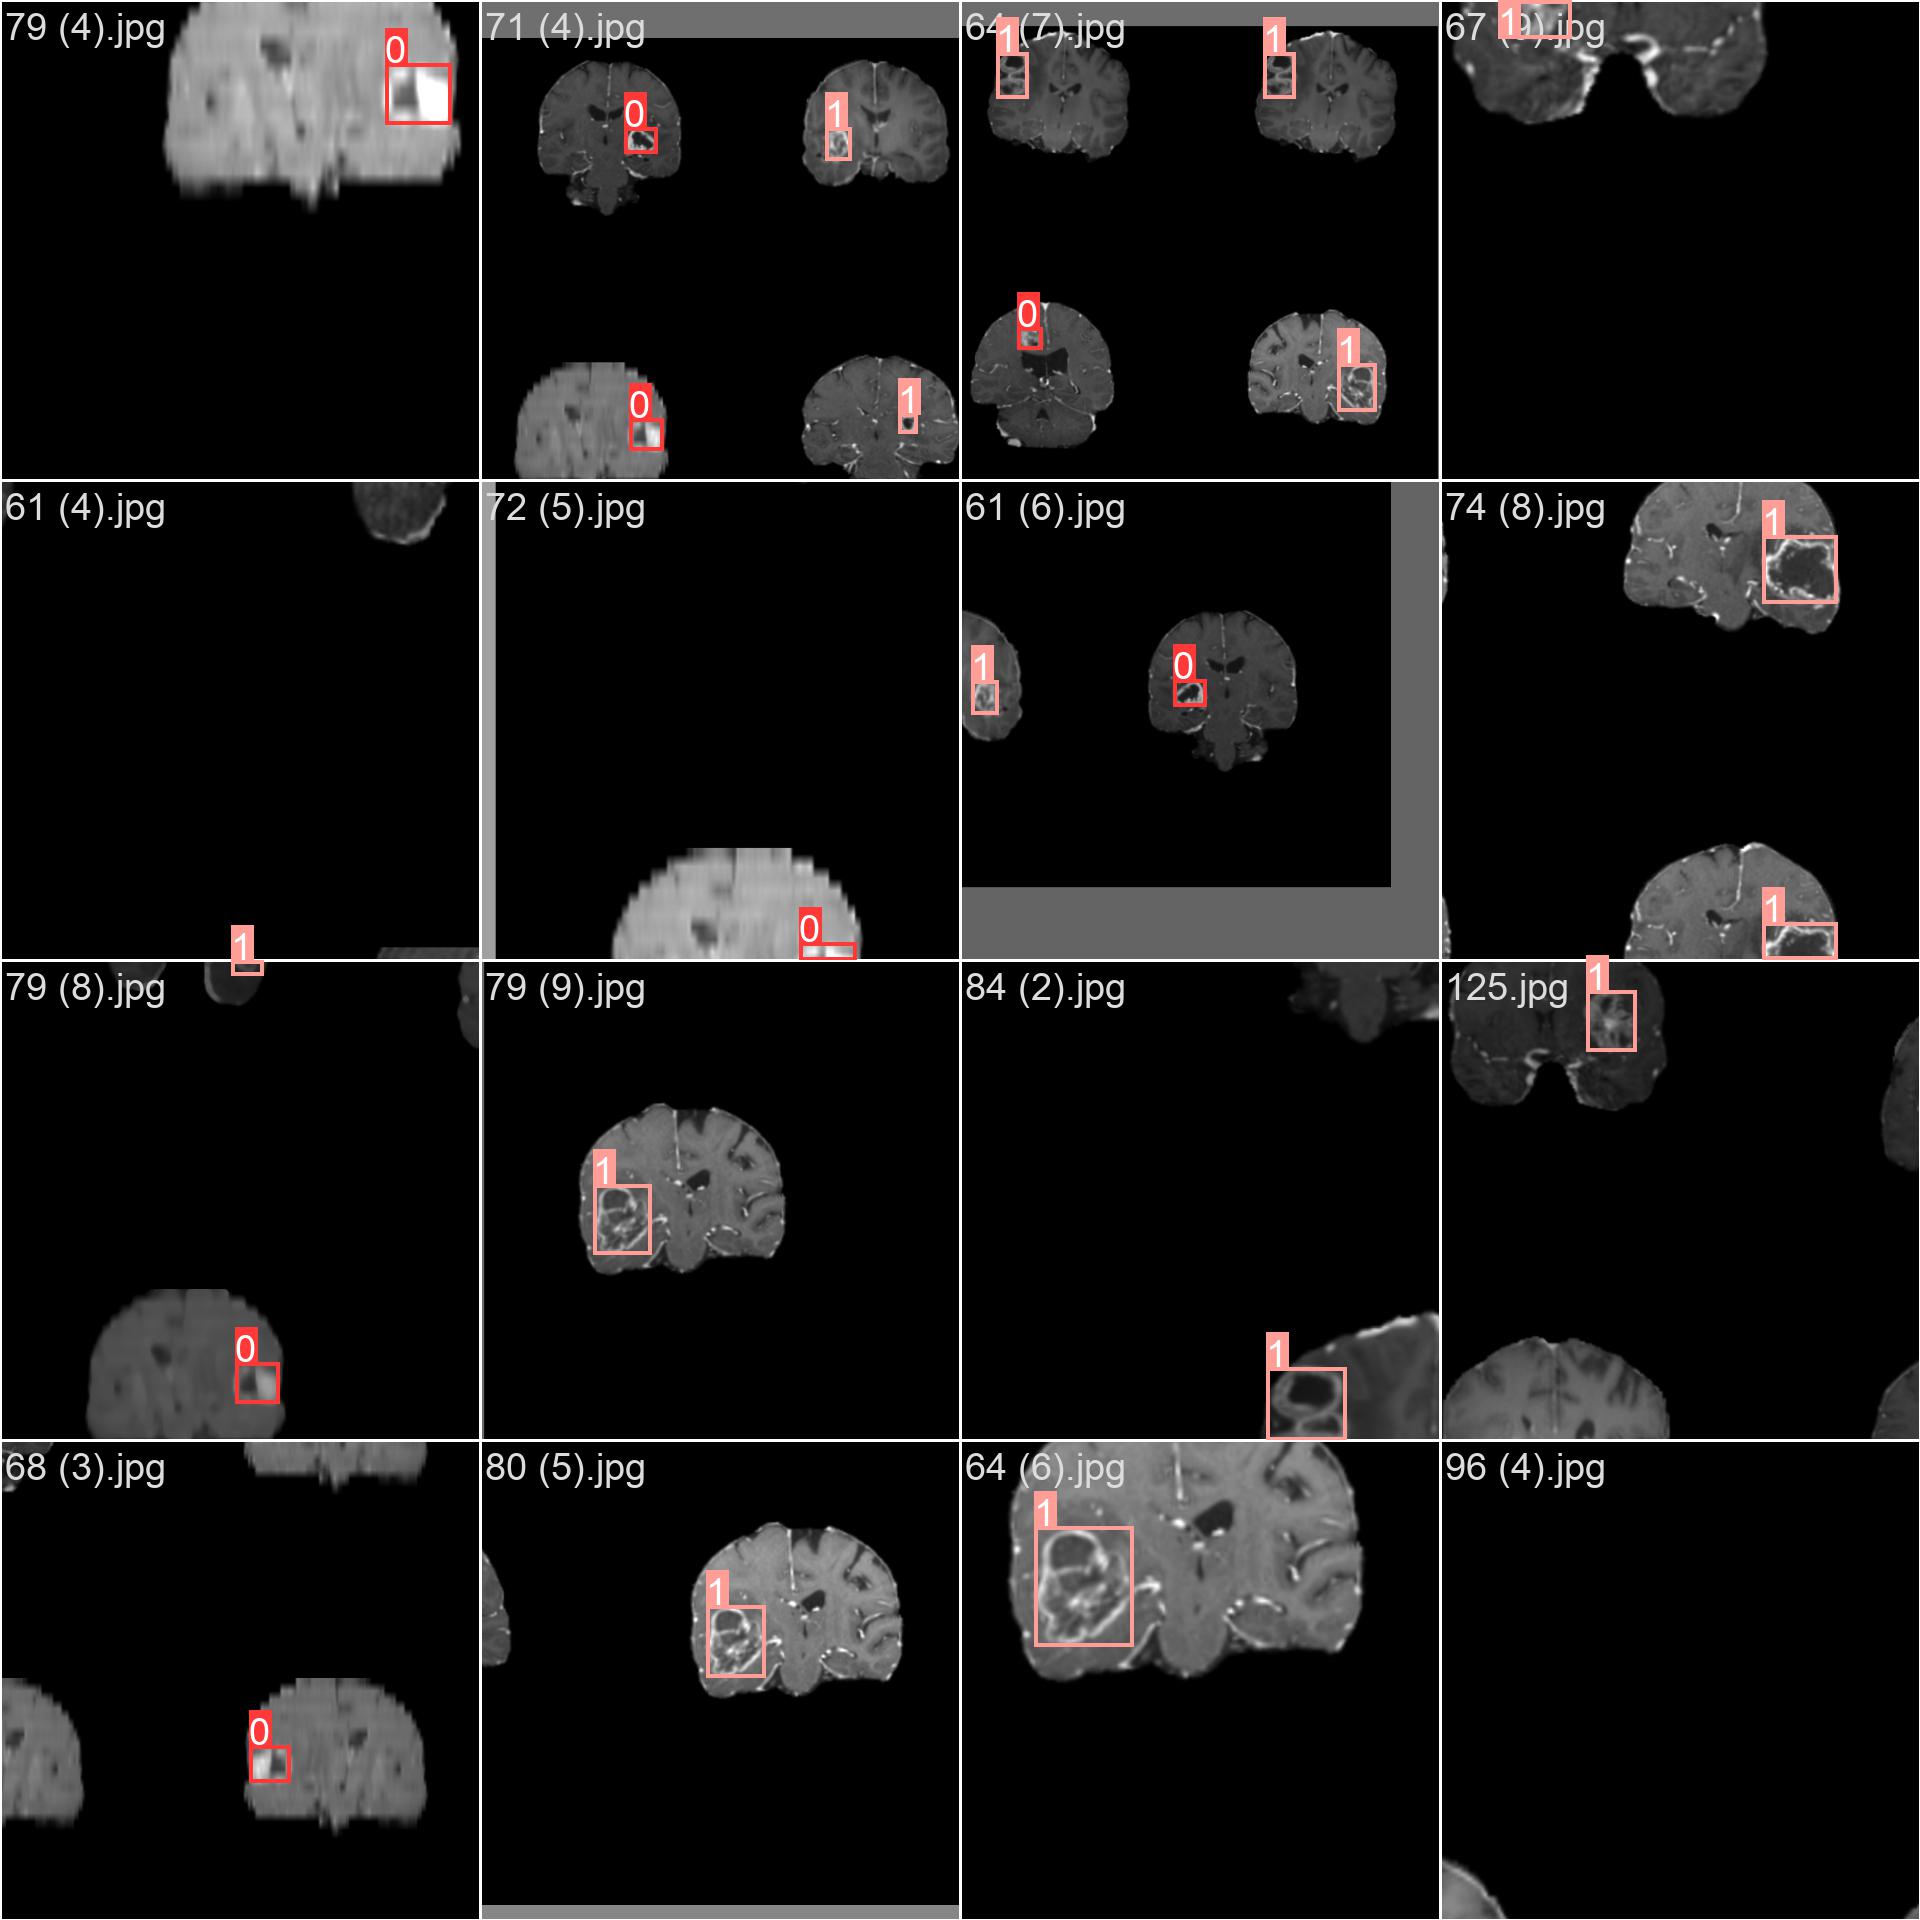 79 (4).jpg
0
71 (4).jpg
0
1
0
1
64 (7).jpg
1
1
0
1
67 (9).jpg
1
61 (4).jpg
1
72 (5).jpg
0
61 (6).jpg
1
0
74 (8).jpg
1
1
79 (8).jpg
0
79 (9).jpg
1
84 (2).jpg
1
125.jpg
1
68 (3).jpg
0
80 (5).jpg
1
64 (6).jpg
1
96 (4).jpg